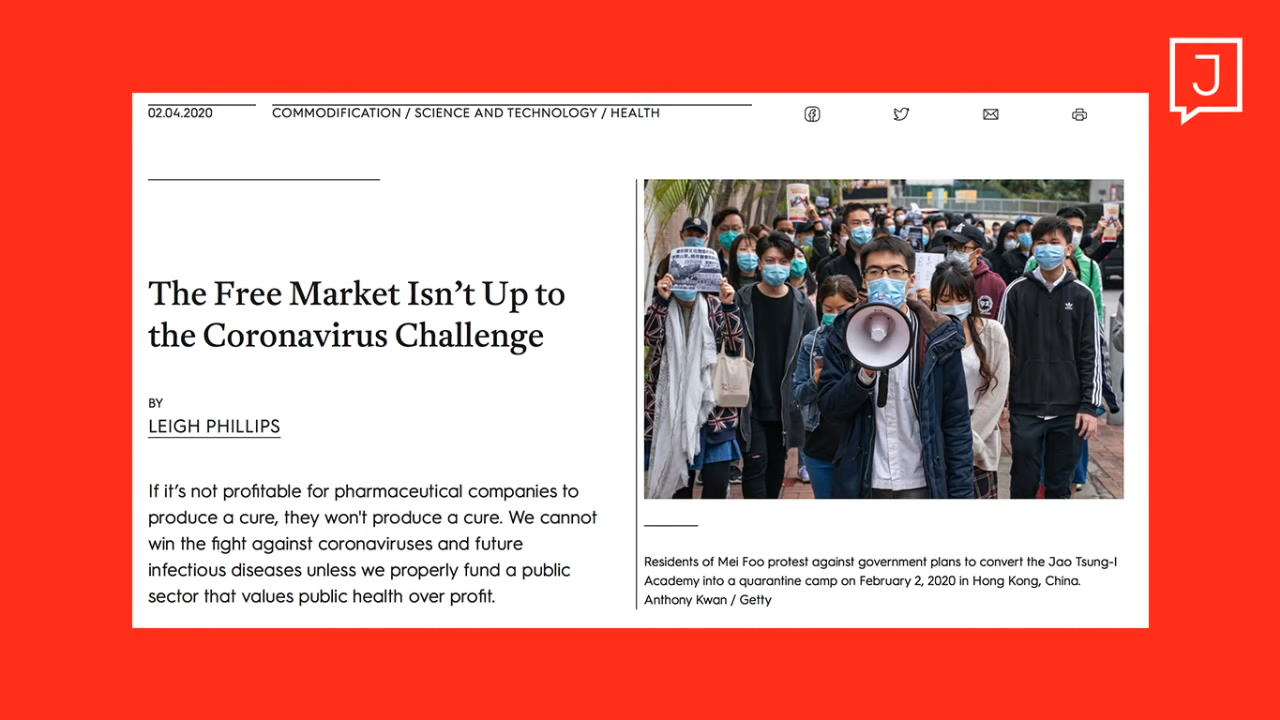 J
02.04.2020
COMMODIFICATION / SCIENCE AND TECHNOLOGY / HEALTH
The Free Market Isn’t Up to
the Coronavirus Challenge
BY
LEIGH PHILLIPS
If it’s not profitable for pharmaceutical companies to
produce a cure, they won't produce a cure. We cannot
win the fight against coronaviruses and future
infectious diseases unless we properly fund a public
sector that values public health over profit.
Residents of Mei Foo protest against government plans to convert the Jao Tsung-I
Academy into a quarantine camp on February 2, 2020 in Hong Kong, China.
Anthony Kwan / Getty